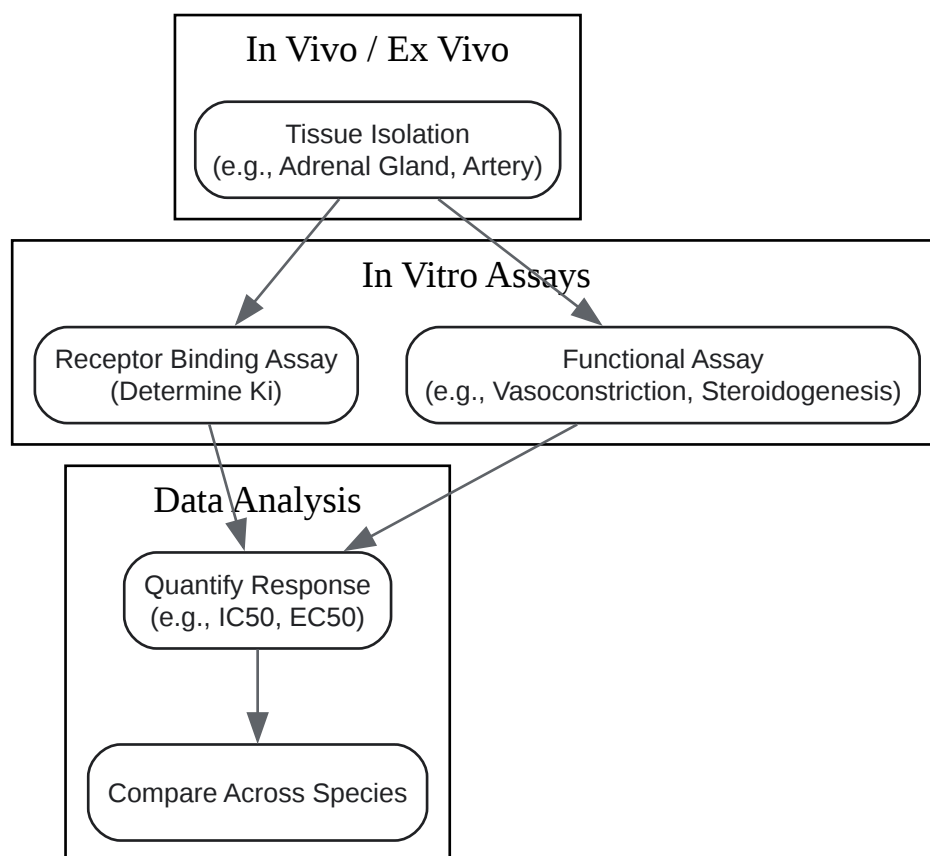 In Vivo / Ex Vivo
Tissue Isolation
(e.g., Adrenal Gland, Artery)
In Vitro Assays
Receptor Binding Assay
(Determine Ki)
Functional Assay
(e.g., Vasoconstriction, Steroidogenesis)
Data Analysis
Quantify Response
(e.g., IC50, EC50)
Compare Across Species